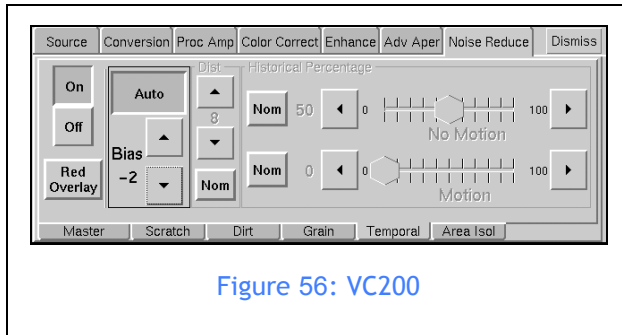 Source Conversion Proc Amp Color Correct Enhance Adv Aper Noise Reduce Dismiss
On
Off
Red
Overlay
Auto
Bias
-2
Dist
8
Nom
Historical Percentage
Nom 50 0 100
No Motion
Nom 0 0 100
Motion
Master Scratch Dirt Grain Temporal Area Isol
Figure 56: VC200